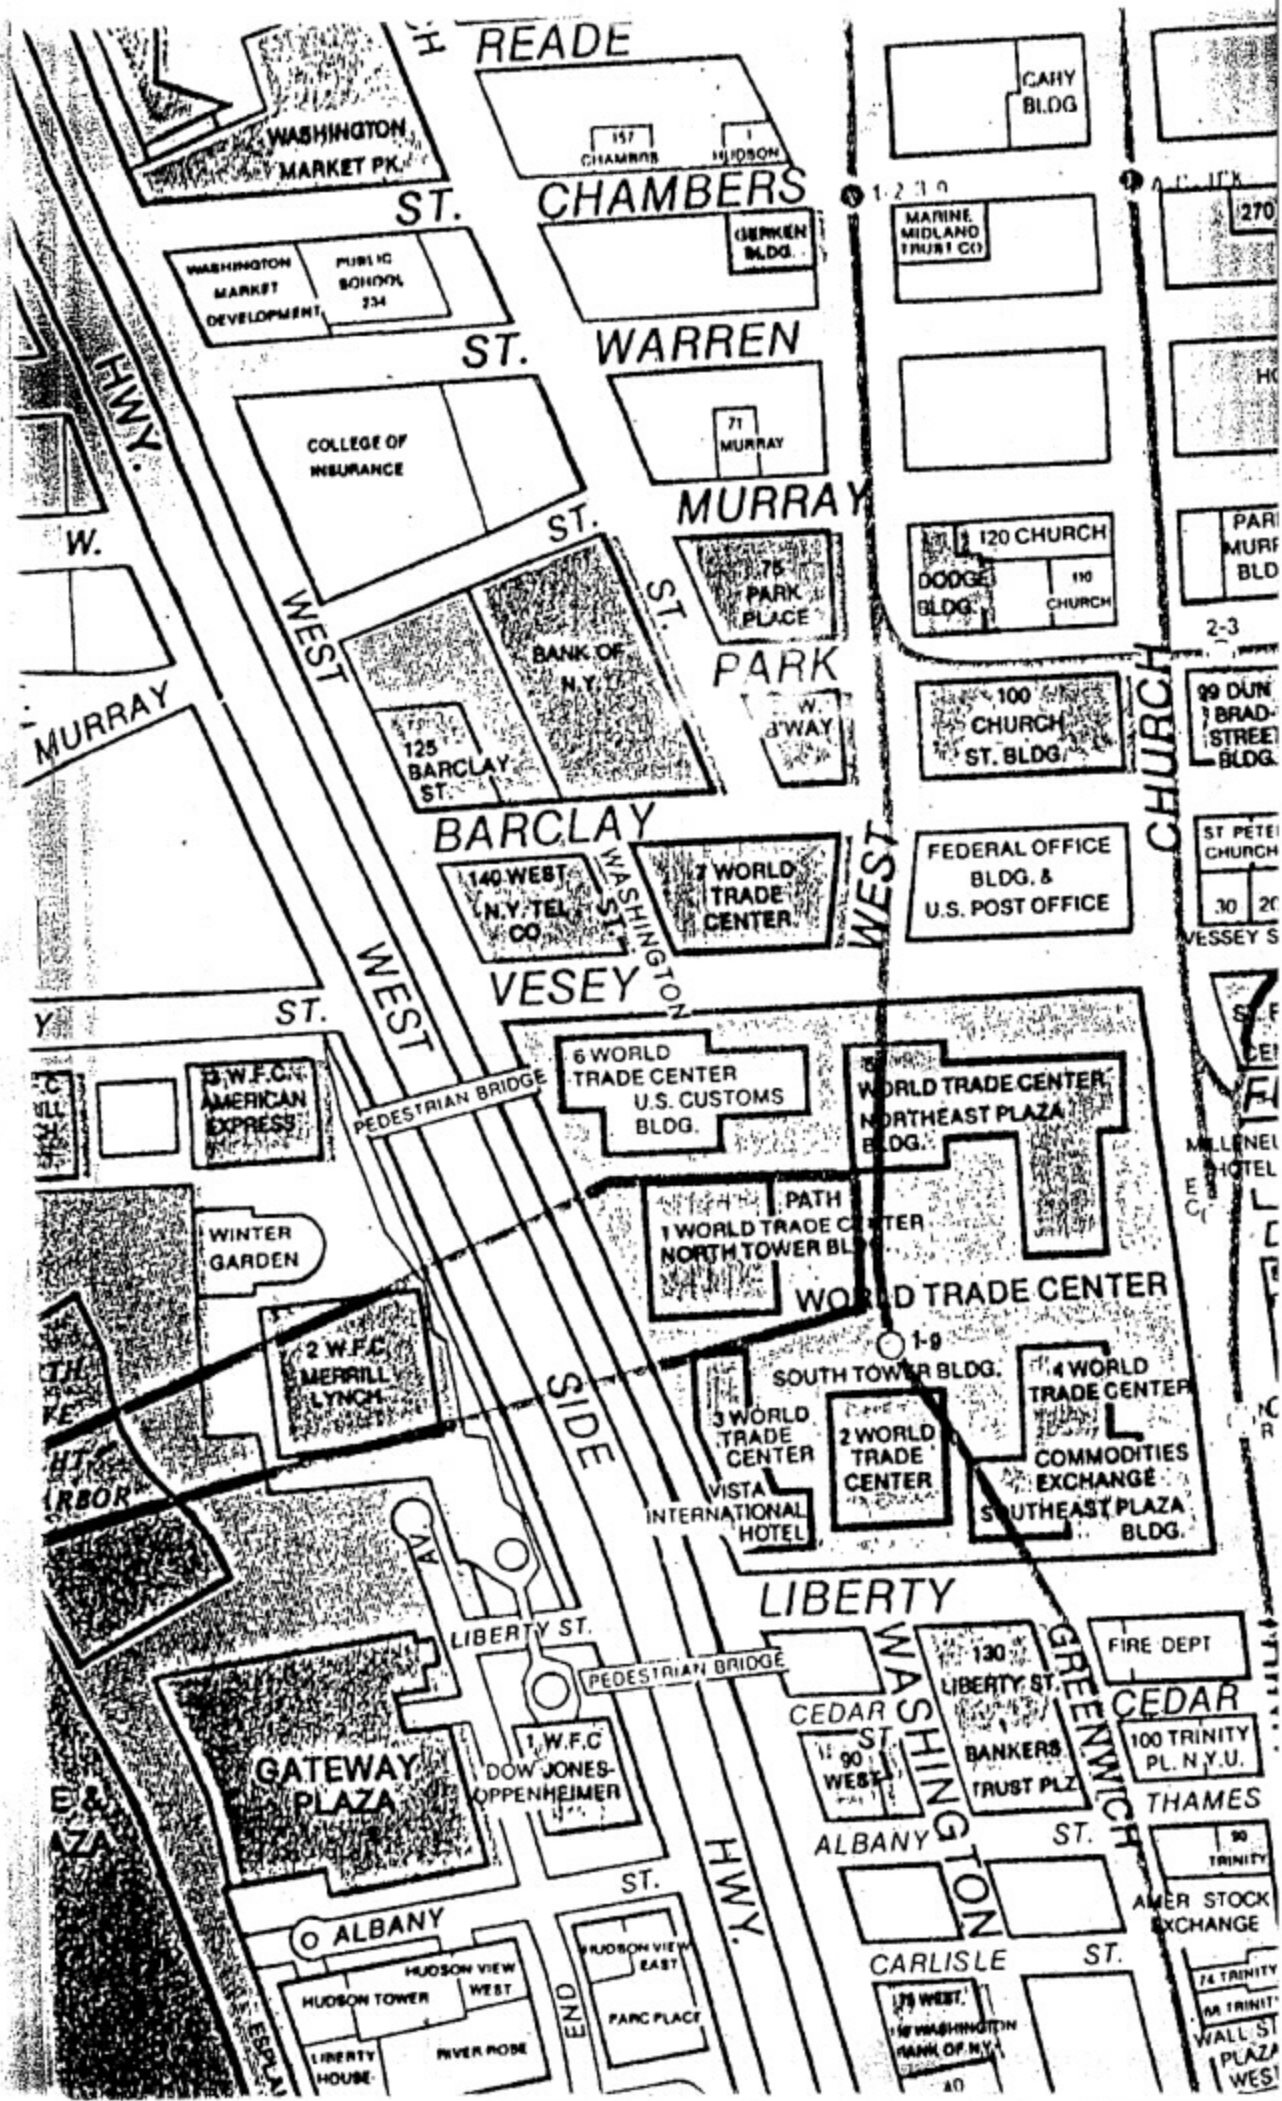 READE
CARY
BLDG
WASHINGTON
MARKET PK.
157
CHAMBERS
1
HUDSON
ST.
CHAMBERS
1-2-3-9
MARINE
MIDLAND
TRUST CO
270
GERKEN
BLDG.
WASHINGTON
MARKET
DEVELOPMENT
PUBLIC
SCHOOL
234
ST.
WARREN
HWY.
COLLEGE OF
INSURANCE
71
MURRAY
ST.
MURRAY
W.
120 CHURCH
DODGE
BLDG.
110
CHURCH
75
PARK
PLACE
ST.
WEST
BANK OF
N.Y.
PARK
2-3
100
CHURCH
ST. BLDG.
CHURCH
99 DUN
BRAD-
STREET
BLDG.
W.
MURRAY
125
BARCLAY
ST.
BARCLAY
WEST
FEDERAL OFFICE
BLDG. &
U.S. POST OFFICE
30
140 WEST
N.Y. TEL
CO
WASHINGTON
ST.
7 WORLD
TRADE
CENTER
VESSEY S
VESEY
WEST
Y
ST.
6 WORLD
TRADE CENTER
U.S. CUSTOMS
BLDG.
5
WORLD TRADE CENTER
NORTHEAST PLAZA
BLDG.
3 W.F.C.
AMERICAN
EXPRESS
PEDESTRIAN BRIDGE
HOTEL
PATH
1 WORLD TRADE CENTER
NORTH TOWER BLDG.
WINTER
GARDEN
WORLD TRADE CENTER
1-9
2 W.F.C
MERRILL
LYNCH
SOUTH TOWER BLDG.
4 WORLD
TRADE CENTER
SIDE
3 WORLD
TRADE
CENTER
2 WORLD
TRADE
CENTER
COMMODITIES
EXCHANGE
SOUTHEAST PLAZA
BLDG.
VISTA
INTERNATIONAL
HOTEL
AV
LIBERTY
LIBERTY ST.
PEDESTRIAN BRIDGE
WASHINGTON
130
LIBERTY ST.
GREENWICH
FIRE DEPT
CEDAR
ST.
CEDAR
90
WEST
BANKERS
TRUST PLZ
100 TRINITY
PL. N.Y.U.
GATEWAY
PLAZA
1 W.F.C
DOW JONES-
OPPENHEIMER
THAMES
ALBANY
ST.
90
TRINITY
HWY.
ST.
AMER STOCK
EXCHANGE
ALBANY
CARLISLE
ST.
HUDSON VIEW
EAST
HUDSON VIEW
WEST
HUDSON TOWER
74 TRINITY
WALL ST
PLAZA
PARC PLACE
END
RIVER ROSE
LIBERTY
HOUSE
BANK OF N.Y.